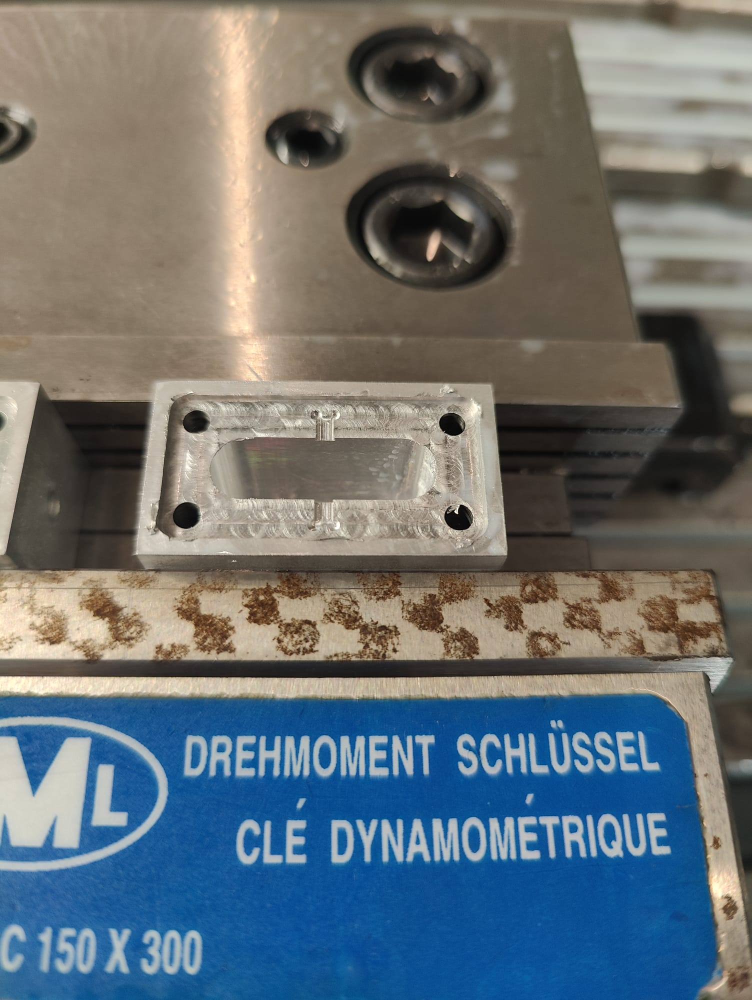 ML
DREHMOMENT SCHLÜSSEL
CLÉ DYNAMOMÉTRIQUE
C 150 X 300